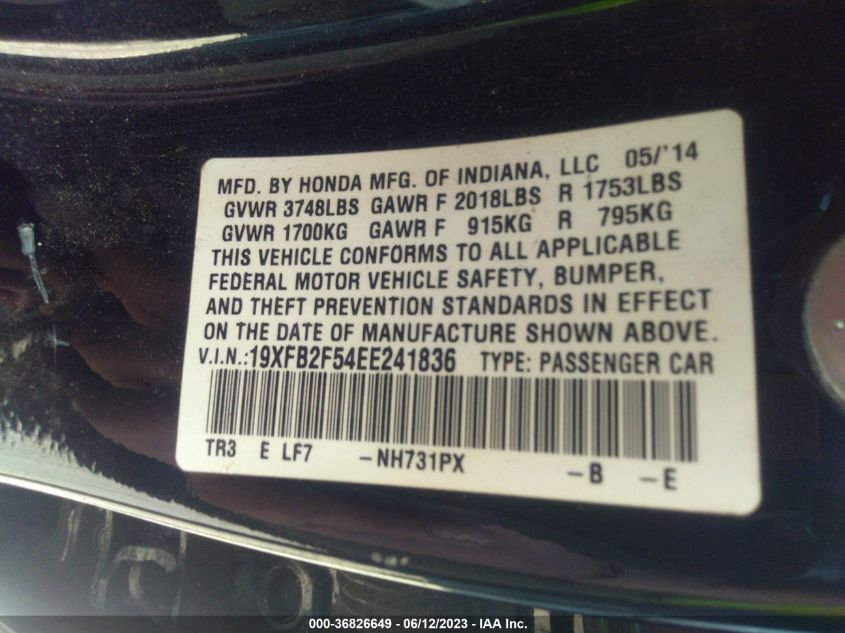 MFD. BY HONDA MFG. OF INDIANA, LLC 05/'14
GVWR 3748LBS GAWR F 2018LBS R 1753LBS
GVWR 1700KG GAWR F 915KG R 795KG
THIS VEHICLE CONFORMS TO ALL APPLICABLE
FEDERAL MOTOR VEHICLE SAFETY, BUMPER,
AND THEFT PREVENTION STANDARDS IN EFFECT
ON THE DATE OF MANUFACTURE SHOWN ABOVE.
V.I.N.:19XFB2F54EE241836 TYPE: PASSENGER CAR
TR3 E LF7 -NH731PX -B -E
000-36826649 - 06/12/2023 - IAA Inc.